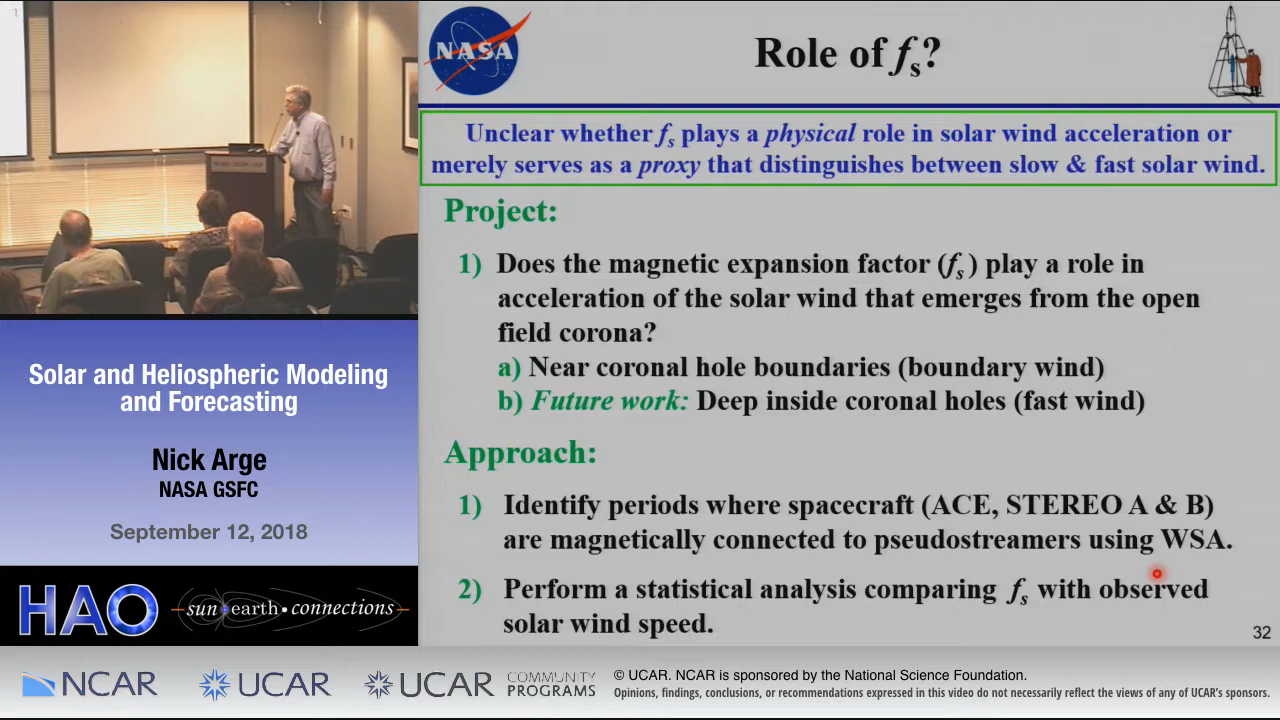 NASA
Role of fs?
Unclear whether fs plays a physical role in solar wind acceleration or
merely serves as a proxy that distinguishes between slow & fast solar wind.
Project:
1) Does the magnetic expansion factor (fs ) play a role in
acceleration of the solar wind that emerges from the open
field corona?
a) Near coronal hole boundaries (boundary wind)
b) Future work: Deep inside coronal holes (fast wind)
Approach:
1) Identify periods where spacecraft (ACE, STEREO A & B)
are magnetically connected to pseudostreamers using WSA.
2) Perform a statistical analysis comparing fs with observed
solar wind speed.
32
Solar and Heliospheric Modeling
and Forecasting
Nick Arge
NASA GSFC
September 12, 2018
HAO
sun • earth • connections
NCAR
UCAR
UCAR
COMMUNITY
PROGRAMS
© UCAR. NCAR is sponsored by the National Science Foundation.
Opinions, findings, conclusions, or recommendations expressed in this video do not necessarily reflect the views of any of UCAR's sponsors.